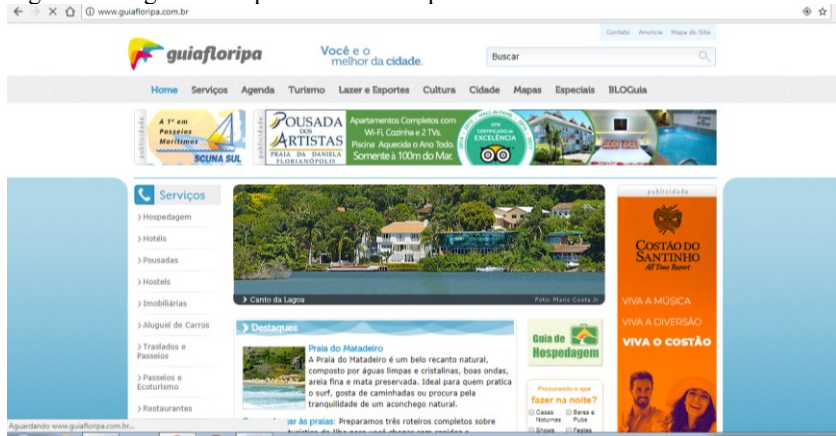 www.guiafloripa.com.br
Contato Anuncia Mapa do Site
guiafloripa
Você e o
melhor da cidade.
Buscar
Home Serviços Agenda Turismo Lazer e Esportes Cultura Cidade Mapas Especiais BLOGuia
publicidade
A 1ª em
Passeios
Marítimos
SCUNA SUL
publicidade
POUSADA
DOS
ARTISTAS
PRAIA DA DANIELA
FLORIANÓPOLIS
Apartamentos Completos com
Wi-Fi, Cozinha e 2 TVs.
Piscina Aquecida o Ano Todo.
Somente à 100m do Mar.
CERTIFICADO de
EXCELÊNCIA
Serviços
Hospedagem
Hotéis
Pousadas
Hostels
Imobiliárias
Aluguel de Carros
Traslados e
Passeios
Passeios e
Ecoturismo
Restaurantes
Canto da Lagoa
Foto: Mario Costa Jr
Destaques
Praia do Matadeiro
A Praia do Matadeiro é um belo recanto natural,
composto por águas limpas e cristalinas, boas ondas,
areia fina e mata preservada. Ideal para quem pratica
o surf, gosta de caminhadas ou procura pela
tranquilidade de um aconchego natural.
ar às praias: Preparamos três roteiros completos sobre
Guia de
Hospedagem
Procurando o que
fazer na noite?
Casas
Noturnas
Bares e
Pubs
Shows
Festas
publicidade
COSTÃO DO
SANTINHO
All Time Resort
VIVA A MÚSICA
VIVA A DIVERSÃO
VIVA O COSTÃO
Aguardando www.guiafloripa.com.br...